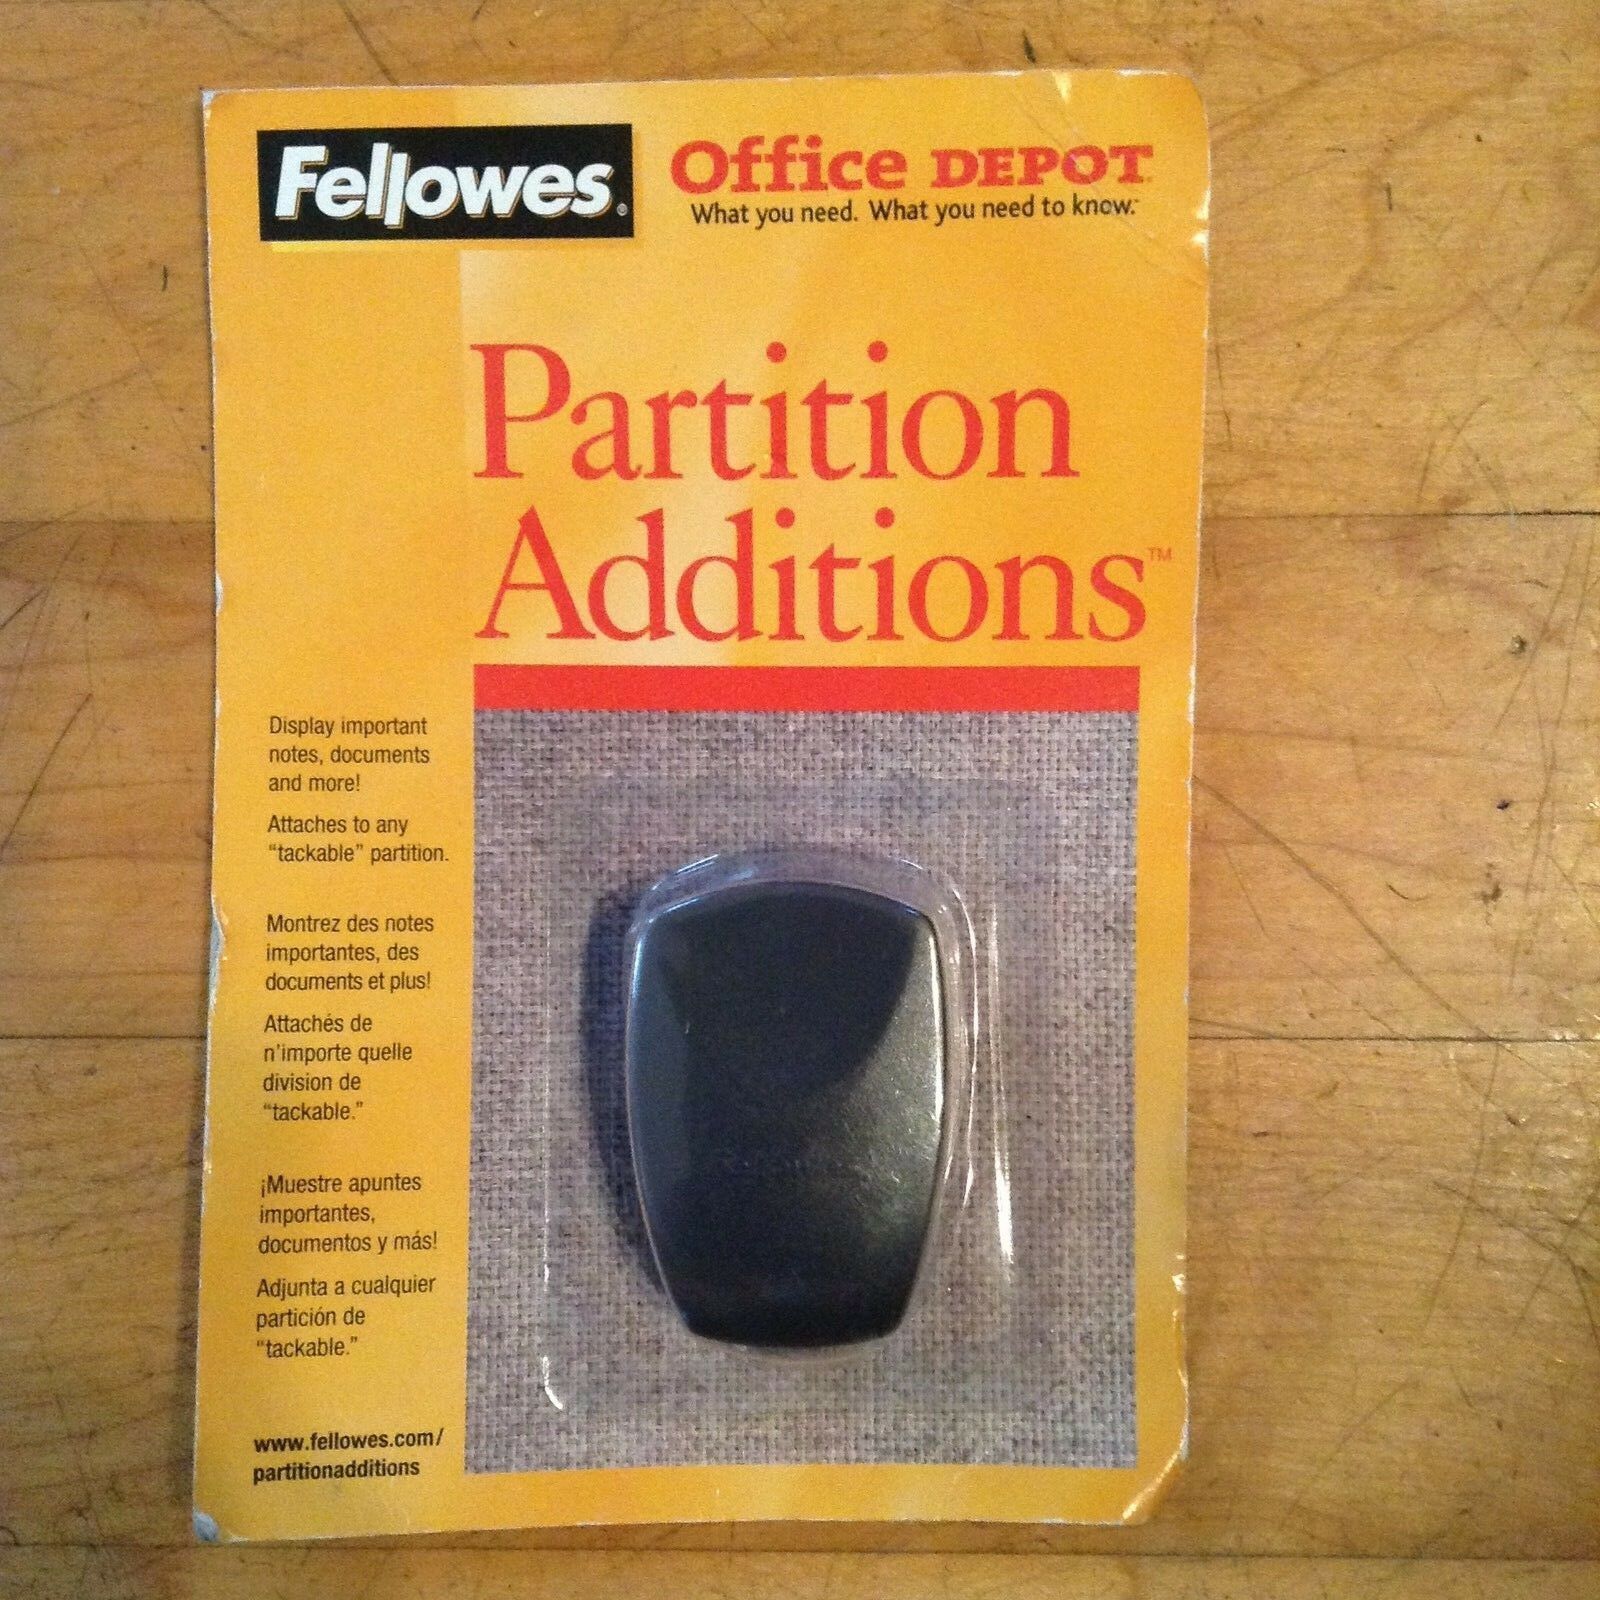 Fellowes®
Office DEPOT
What you need. What you need to know.
Partition
Additions™
Display important
notes, documents
and more!
Attaches to any
“tackable” partition.
Montrez des notes
importantes, des
documents et plus!
Attachés de
n’importe quelle
division de
“tackable.”
¡Muestre apuntes
importantes,
documentos y más!
Adjunta a cualquier
partición de
“tackable.”
www.fellowes.com/
partitionadditions